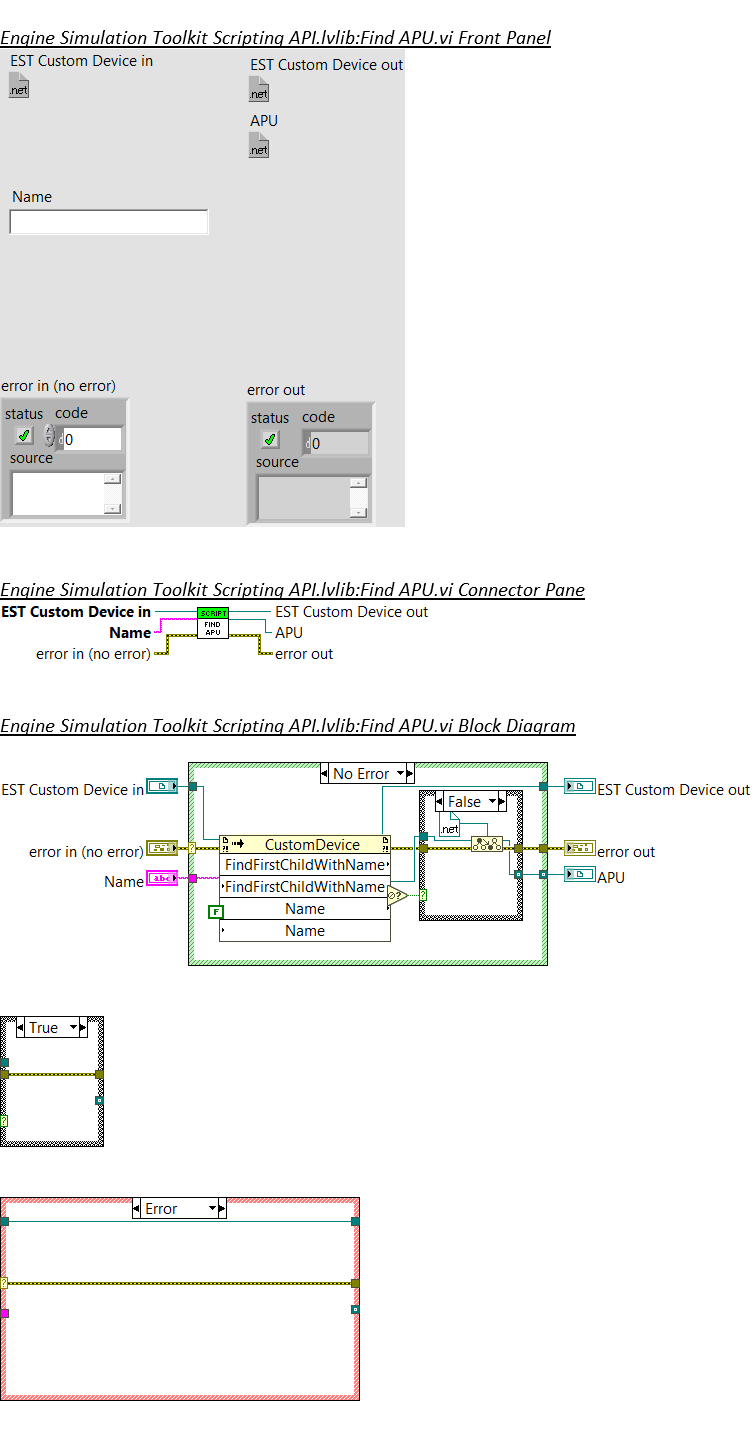 Engine Simulation Toolkit Scripting API.lvlib:Find APU.vi Front Panel
EST Custom Device in
EST Custom Device out
.net
.net
APU
.net
Name
error in (no error)
error out
status code
status code
d 0
d 0
source
source
Engine Simulation Toolkit Scripting API.lvlib:Find APU.vi Connector Pane
EST Custom Device in
SCRIPT
FIND
APU
EST Custom Device out
Name
APU
error in (no error)
error out
Engine Simulation Toolkit Scripting API.lvlib:Find APU.vi Block Diagram
No Error
EST Custom Device in
EST Custom Device out
False
.net
CustomDevice
error in (no error)
?
error out
FindFirstChildWithName
Name
abc
FindFirstChildWithName
?
?
APU
F
Name
Name
True
?
Error
?